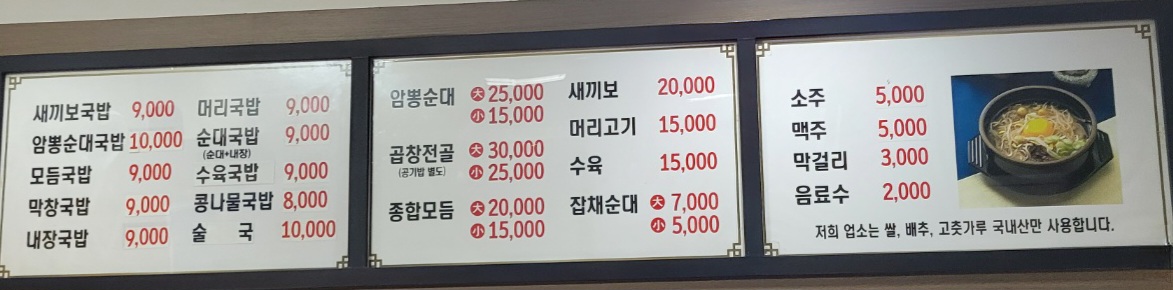 새끼보국밥 9,000 머리국밥 9,000
암뽕순대국밥 10,000 순대국밥 9,000
(순대+내장)
모듬국밥 9,000 수육국밥 9,000
막창국밥 9,000 콩나물국밥 8,000
내장국밥 9,000 술 국 10,000
암뽕순대 大 25,000
小 15,000
곱창전골 大 30,000
(공기밥 별도) 小 25,000
종합모듬 大 20,000
小 15,000
새끼보 20,000
머리고기 15,000
수육 15,000
잡채순대 大 7,000
小 5,000
소주 5,000
맥주 5,000
막걸리 3,000
음료수 2,000
저희 업소는 쌀, 배추, 고춧가루 국내산만 사용합니다.